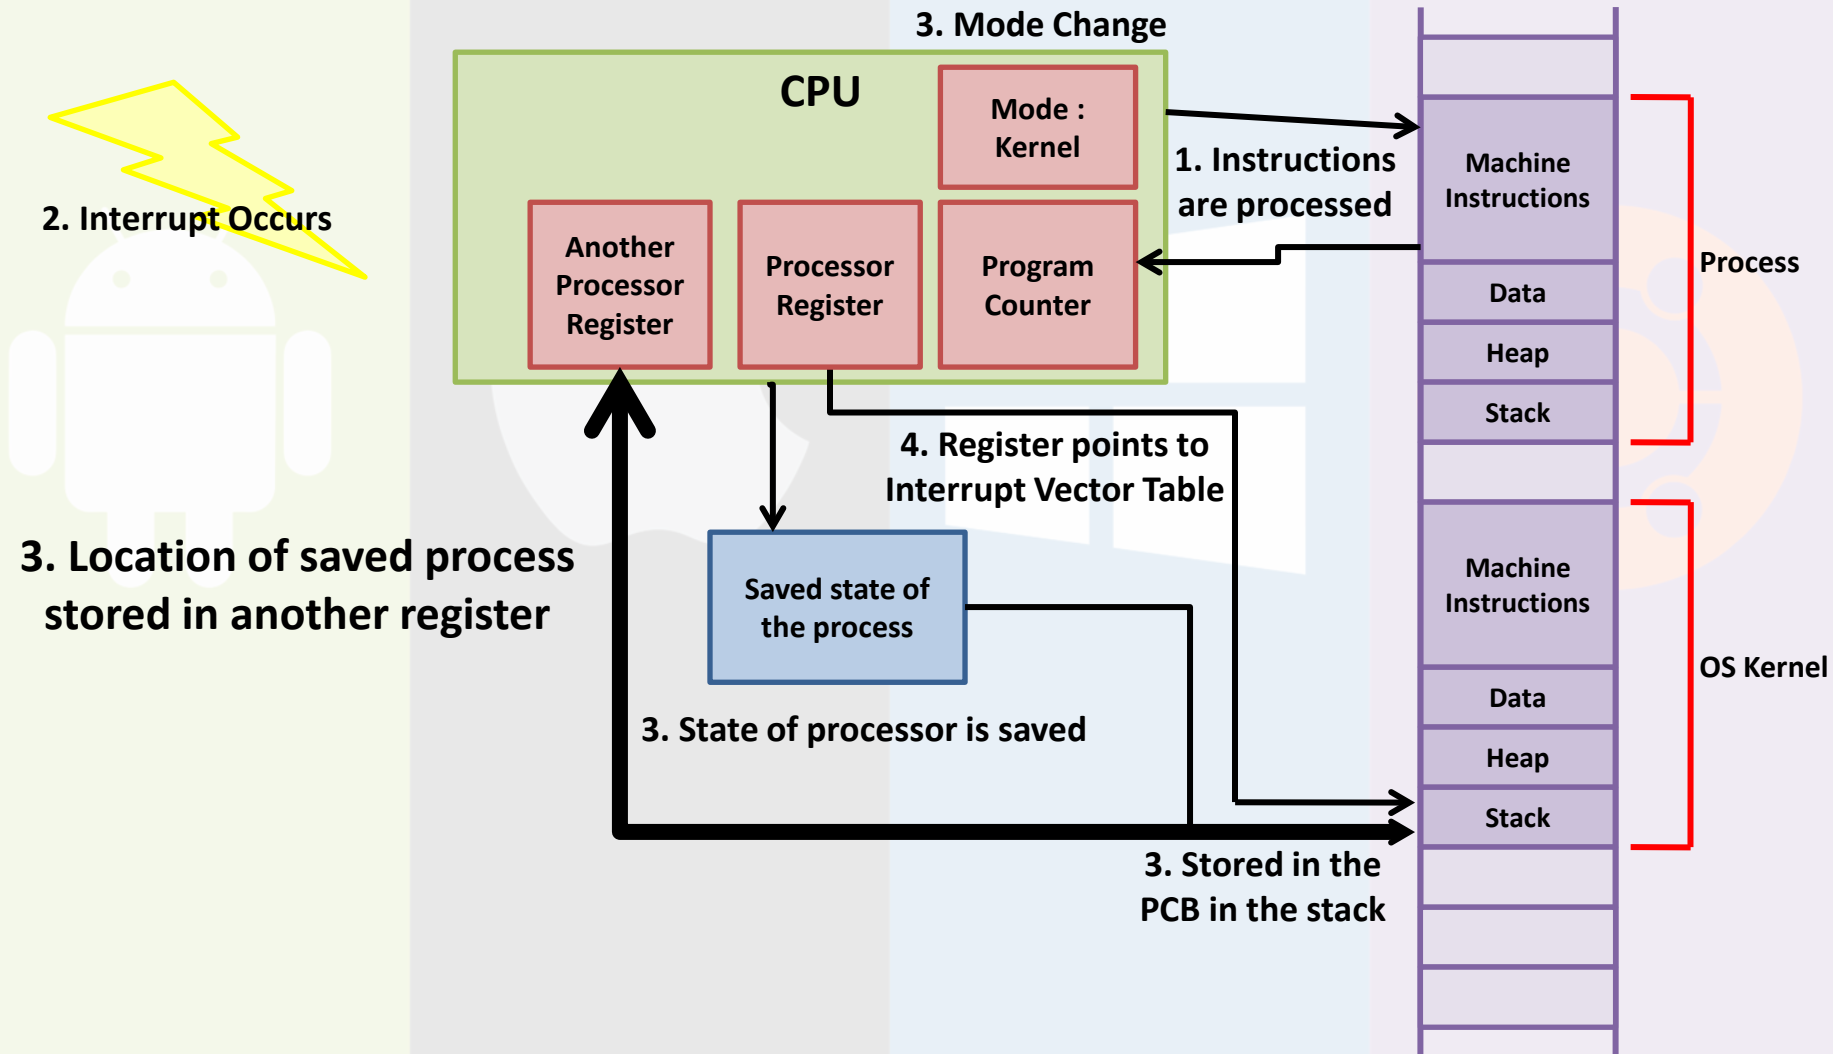 3. Mode Change
CPU
Mode :
Kernel
1. Instructions
are processed
2. Interrupt Occurs
Another
Processor
Register
Processor
Register
Program
Counter
4. Register points to
Interrupt Vector Table
3. Location of saved process
stored in another register
Saved state of
the process
3. State of processor is saved
3. Stored in the
PCB in the stack
Machine
Instructions
Data
Heap
Stack
Process
Machine
Instructions
Data
Heap
Stack
OS Kernel